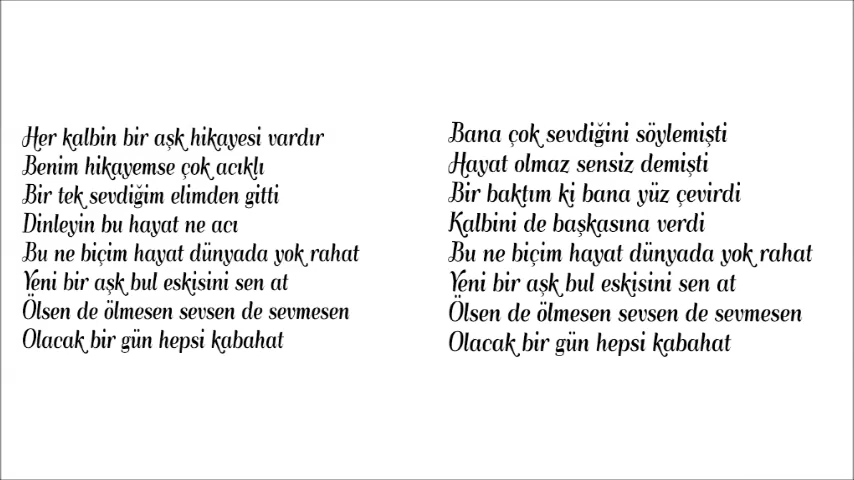 Her kalbin bir aşk hikayesi vardır
Benim hikayemse çok acıklı
Bir tek sevdiğim elimden gitti
Dinleyin bu hayat ne acı
Bu ne biçim hayat dünyada yok rahat
Yeni bir aşk bul eskisini sen at
Ölsen de ölmesen sevsen de sevmesen
Olacak bir gün hepsi kabahat
Bana çok sevdiğini söylemişti
Hayat olmaz sensiz demişti
Bir baktım ki bana yüz çevirdi
Kalbini de başkasına verdi
Bu ne biçim hayat dünyada yok rahat
Yeni bir aşk bul eskisini sen at
Ölsen de ölmesen sevsen de sevmesen
Olacak bir gün hepsi kabahat